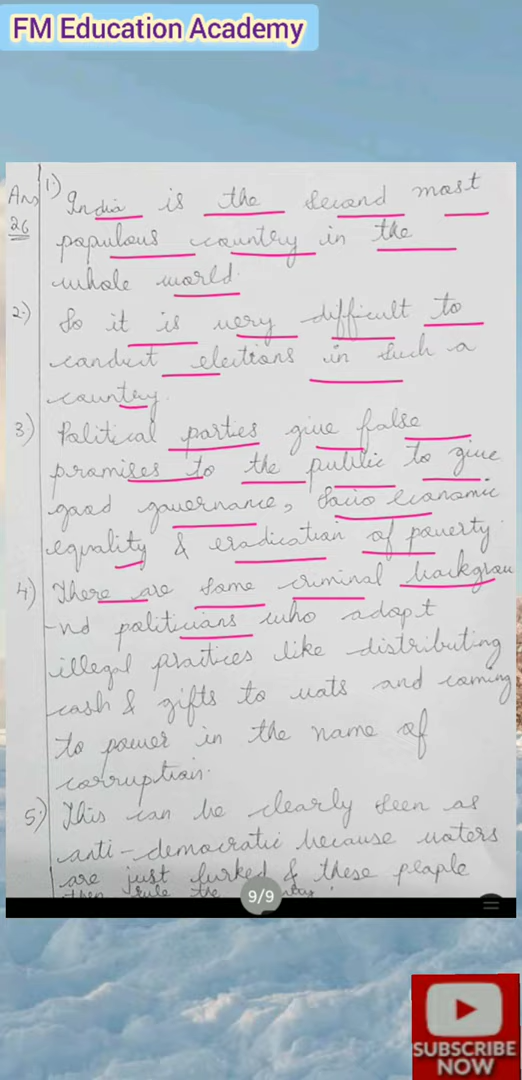 FM Education Academy
Ans 1.) India is the second most
26 populous country in the
whole world.
2.) So it is very difficult to
conduct elections in such a
country.
3.) Political parties give false
promises to the public to give
good governance, socio economic
equality & eradication of poverty.
4.) There are some criminal backgrou
-nd politicians who adopt
illegal practices like distributing
cash & gifts to voats and coming
to power in the name of
corruption.
5.) This can be clearly seen as
anti-democratic because voters
are just & these people
then rule the
9/9
SUBSCRIBE
NOW